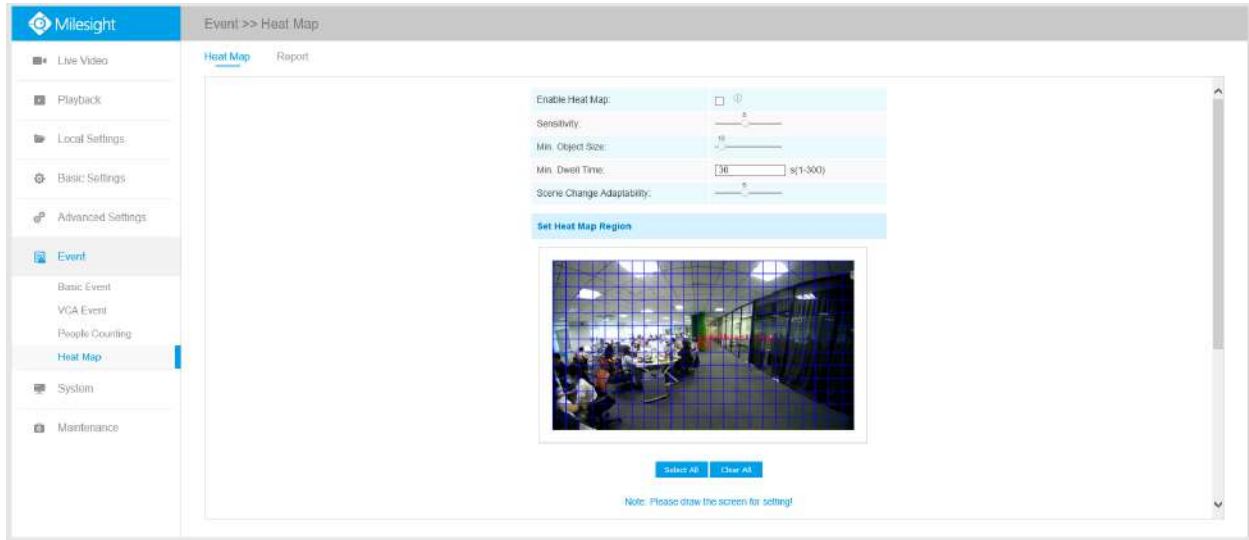 Milesight
Event >> Heat Map
Live Video
Playback
Local Settings
Basic Settings
Advanced Settings
Event
Basic Event
VCA Event
People Counting
Heat Map
System
Maintenance
Heat Map Report
Enable Heat Map:
Sensitivity: 5
Min. Object Size: 10
Min. Dwell Time: 30 s(1-300)
Scene Change Adaptability: 5
Set Heat Map Region
Select All Clear All
Note: Please draw the screen for setting!